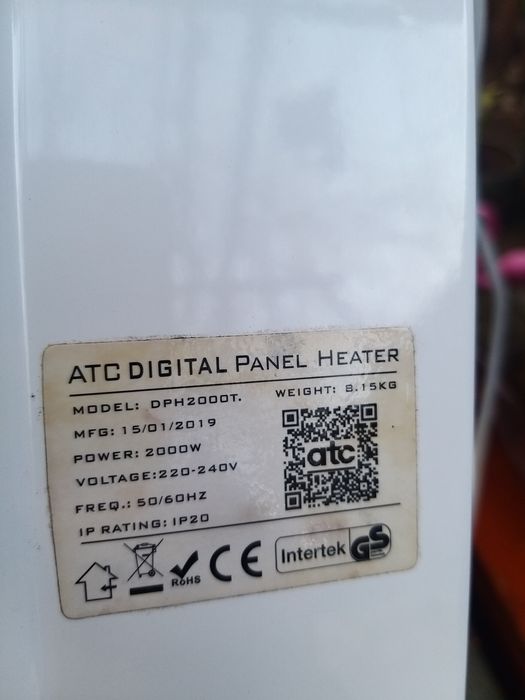 ATC DIGITAL PANEL HEATER
MODEL: DPH2000T.
WEIGHT: 8.15KG
MFG: 15/01/2019
POWER: 2000W
VOLTAGE:220-240V
FREQ.: 50/60HZ
IP RATING: IP20
atc
RoHS
CE
Intertek
GS